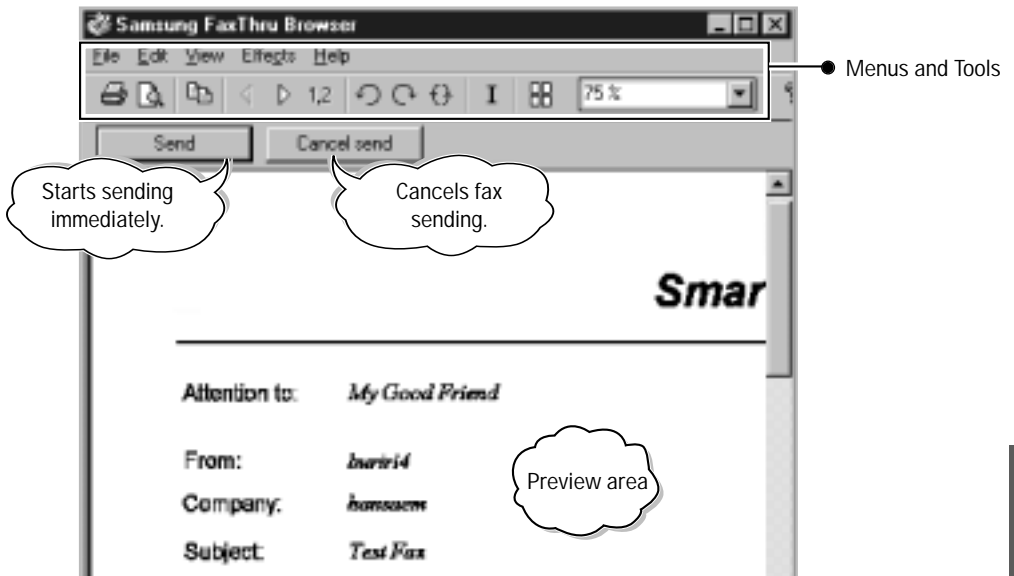 Samsung FaxThru Browser
File Edit View Effects Help
Menus and Tools
1,2 I 75 %
Send Cancel send
Starts sending
immediately.
Cancels fax
sending.
Smar
Attention to: My Good Friend
From:
Preview area
Company:
Subject: Test Fax